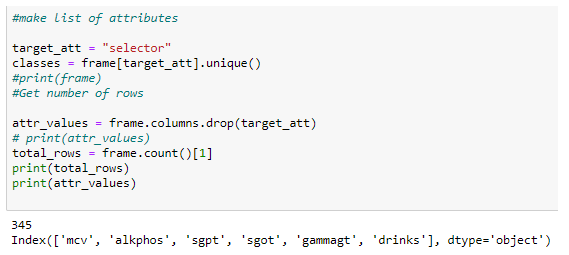 #make list of attributes
target_att = "selector"
classes = frame[target_att].unique()
#print(frame)
#Get number of rows
attr_values = frame.columns.drop(target_att)
# print(attr_values)
total_rows = frame.count()[1]
print(total_rows)
print(attr_values)
345
Index(['mcv', 'alkphos', 'sgpt', 'sgot', 'gammagt', 'drinks'], dtype='object')